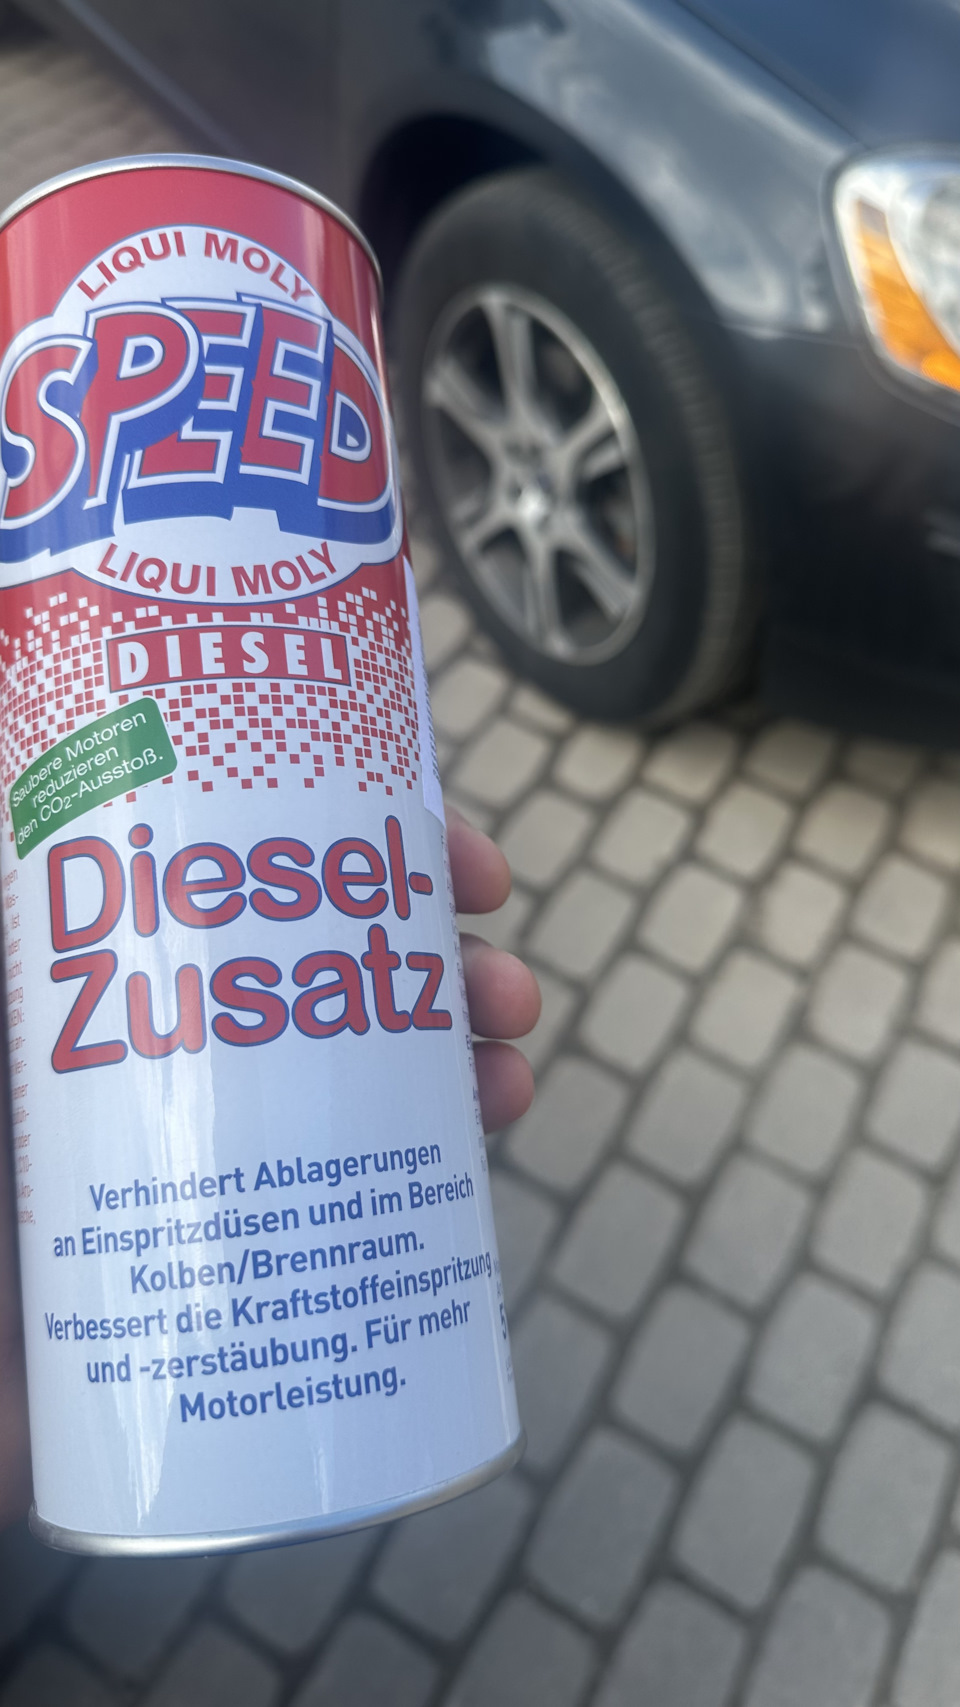 LIQUI MOLY
SPEED
LIQUI MOLY
DIESEL
Saubere Motoren
reduzieren
den CO₂-Ausstoß.
Diesel-
Zusatz
Verhindert Ablagerungen
an Einspritzdüsen und im Bereich
Kolben/Brennraum.
Verbessert die Kraftstoffeinspritzung
und -zerstäubung. Für mehr
Motorleistung.